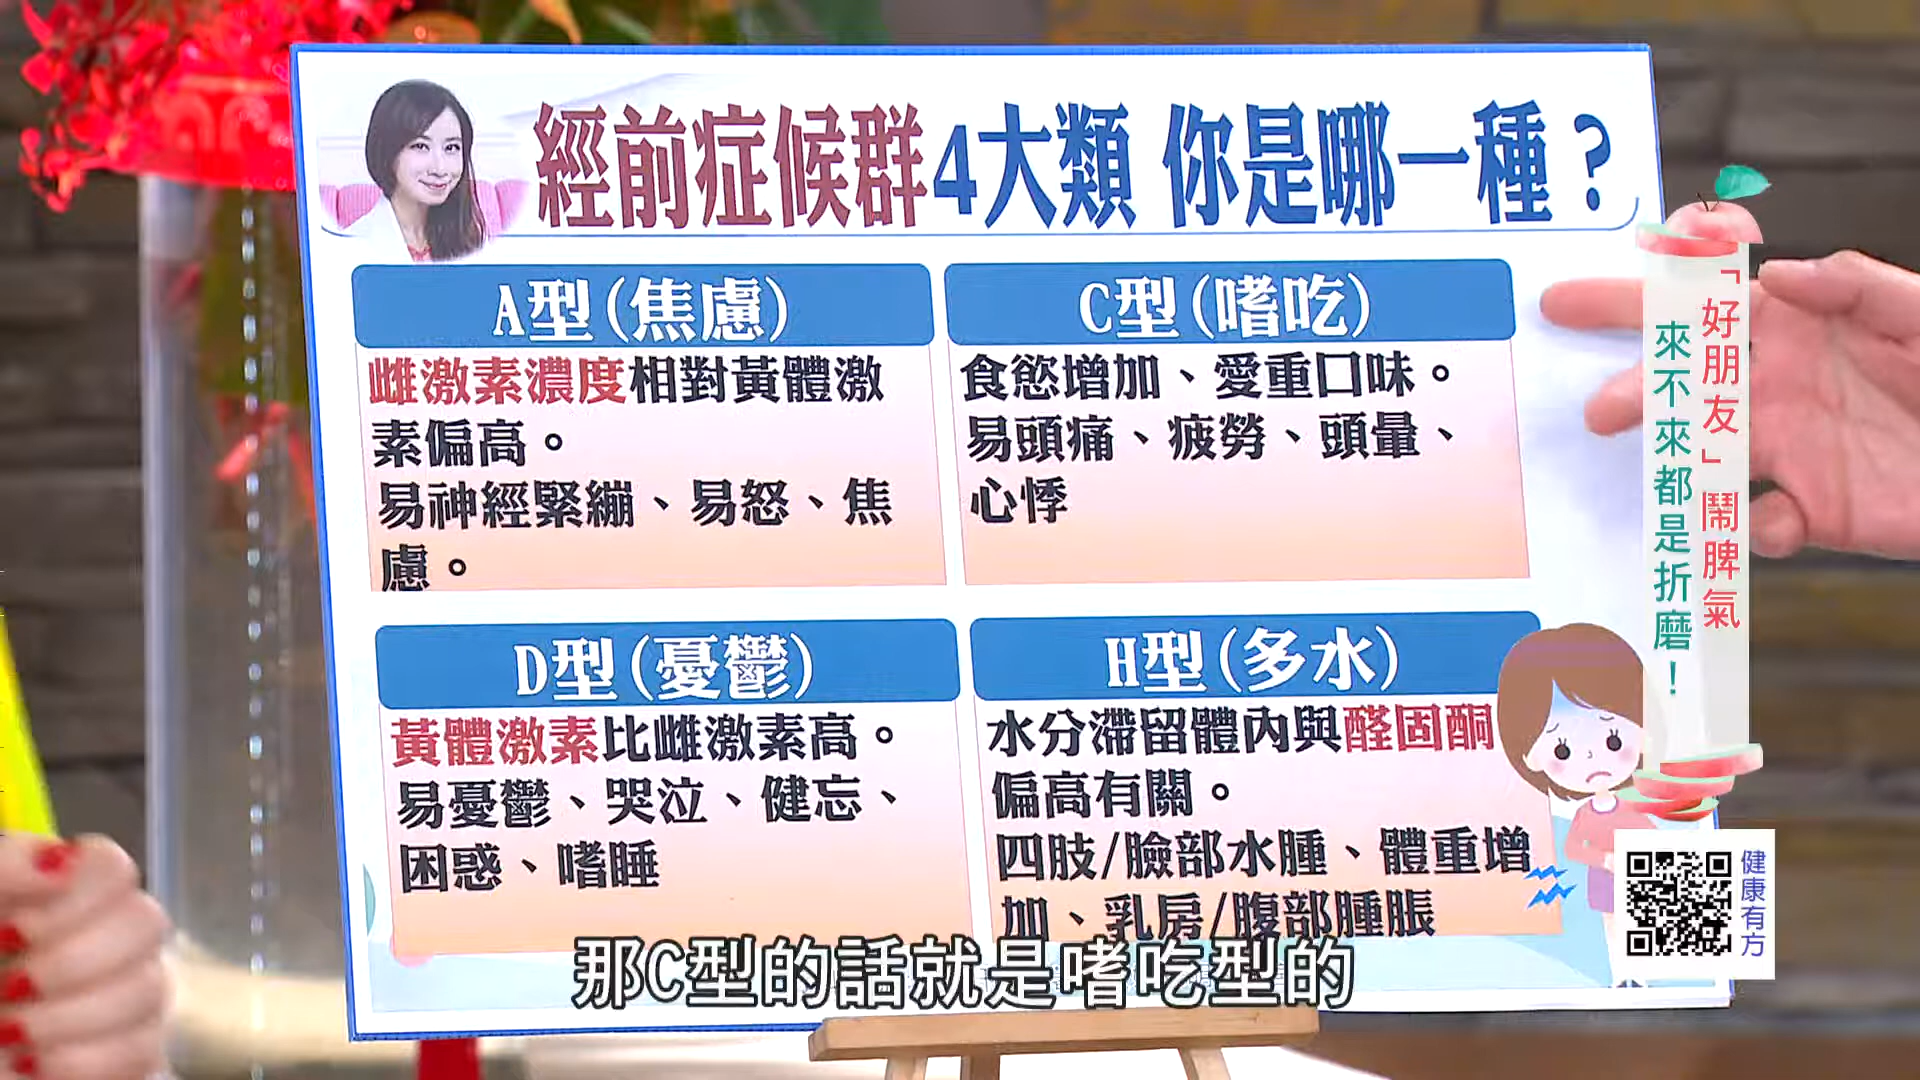 經前症候群4大類 你是哪一種？
A型(焦慮)
雌激素濃度相對黃體激
素偏高。
易神經緊繃、易怒、焦
慮。
C型(嗜吃)
食慾增加、愛重口味。
易頭痛、疲勞、頭暈、
心悸
D型(憂鬱)
黃體激素比雌激素高。
易憂鬱、哭泣、健忘、
困惑、嗜睡
H型(多水)
水分滯留體內與醛固酮
偏高有關。
四肢/臉部水腫、體重增
加、乳房/腹部腫脹
「好朋友」鬧脾氣
來不來都是折磨！
健康有方
那C型的話就是嗜吃型的